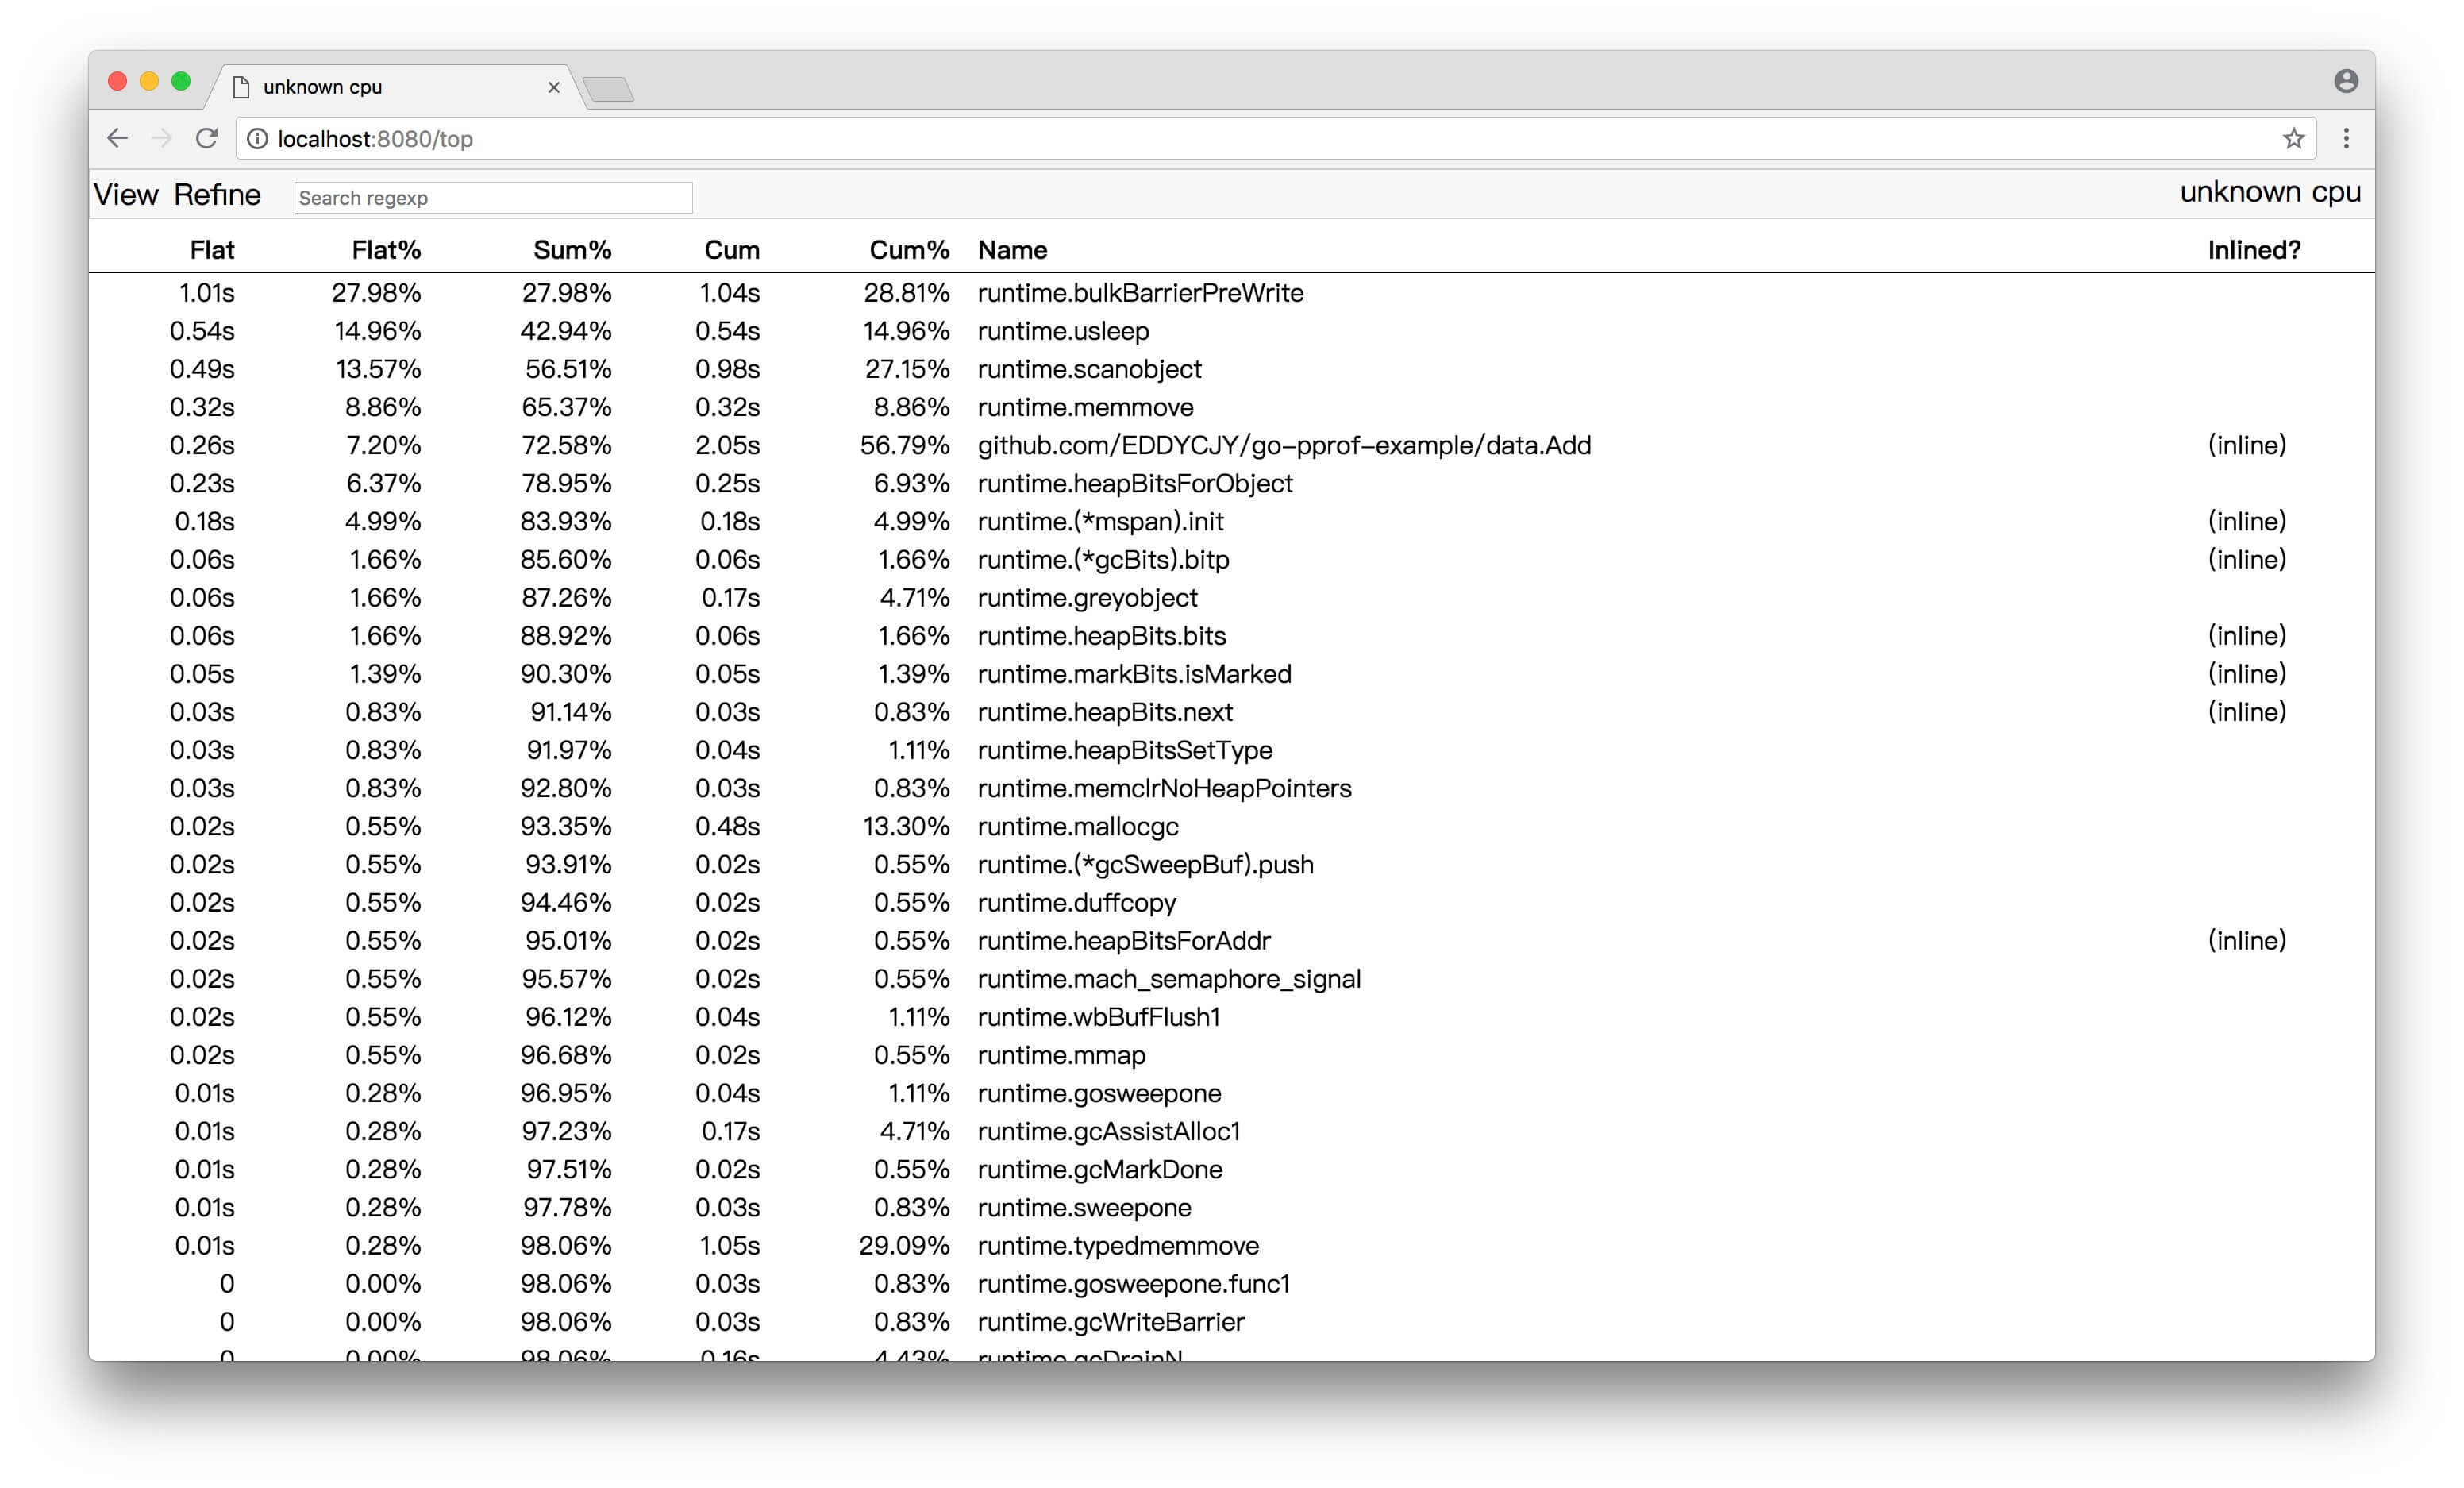 unknown cpu
localhost:8080/top
View Refine Search regexp unknown cpu
Flat Flat% Sum% Cum Cum% Name Inlined?
1.01s 27.98% 27.98% 1.04s 28.81% runtime.bulkBarrierPreWrite
0.54s 14.96% 42.94% 0.54s 14.96% runtime.usleep
0.49s 13.57% 56.51% 0.98s 27.15% runtime.scanobject
0.32s 8.86% 65.37% 0.32s 8.86% runtime.memmove
0.26s 7.20% 72.58% 2.05s 56.79% github.com/EDDYCJY/go-pprof-example/data.Add (inline)
0.23s 6.37% 78.95% 0.25s 6.93% runtime.heapBitsForObject
0.18s 4.99% 83.93% 0.18s 4.99% runtime.(*mspan).init (inline)
0.06s 1.66% 85.60% 0.06s 1.66% runtime.(*gcBits).bitp (inline)
0.06s 1.66% 87.26% 0.17s 4.71% runtime.greyobject
0.06s 1.66% 88.92% 0.06s 1.66% runtime.heapBits.bits (inline)
0.05s 1.39% 90.30% 0.05s 1.39% runtime.markBits.isMarked (inline)
0.03s 0.83% 91.14% 0.03s 0.83% runtime.heapBits.next (inline)
0.03s 0.83% 91.97% 0.04s 1.11% runtime.heapBitsSetType
0.03s 0.83% 92.80% 0.03s 0.83% runtime.memclrNoHeapPointers
0.02s 0.55% 93.35% 0.48s 13.30% runtime.mallocgc
0.02s 0.55% 93.91% 0.02s 0.55% runtime.(*gcSweepBuf).push
0.02s 0.55% 94.46% 0.02s 0.55% runtime.duffcopy
0.02s 0.55% 95.01% 0.02s 0.55% runtime.heapBitsForAddr (inline)
0.02s 0.55% 95.57% 0.02s 0.55% runtime.mach_semaphore_signal
0.02s 0.55% 96.12% 0.04s 1.11% runtime.wbBufFlush1
0.02s 0.55% 96.68% 0.02s 0.55% runtime.mmap
0.01s 0.28% 96.95% 0.04s 1.11% runtime.gosweepone
0.01s 0.28% 97.23% 0.17s 4.71% runtime.gcAssistAlloc1
0.01s 0.28% 97.51% 0.02s 0.55% runtime.gcMarkDone
0.01s 0.28% 97.78% 0.03s 0.83% runtime.sweepone
0.01s 0.28% 98.06% 1.05s 29.09% runtime.typedmemmove
0 0.00% 98.06% 0.03s 0.83% runtime.gosweepone.func1
0 0.00% 98.06% 0.03s 0.83% runtime.gcWriteBarrier
0 0.00% 98.06% 0.16s 4.43% runtime.gcDrainN